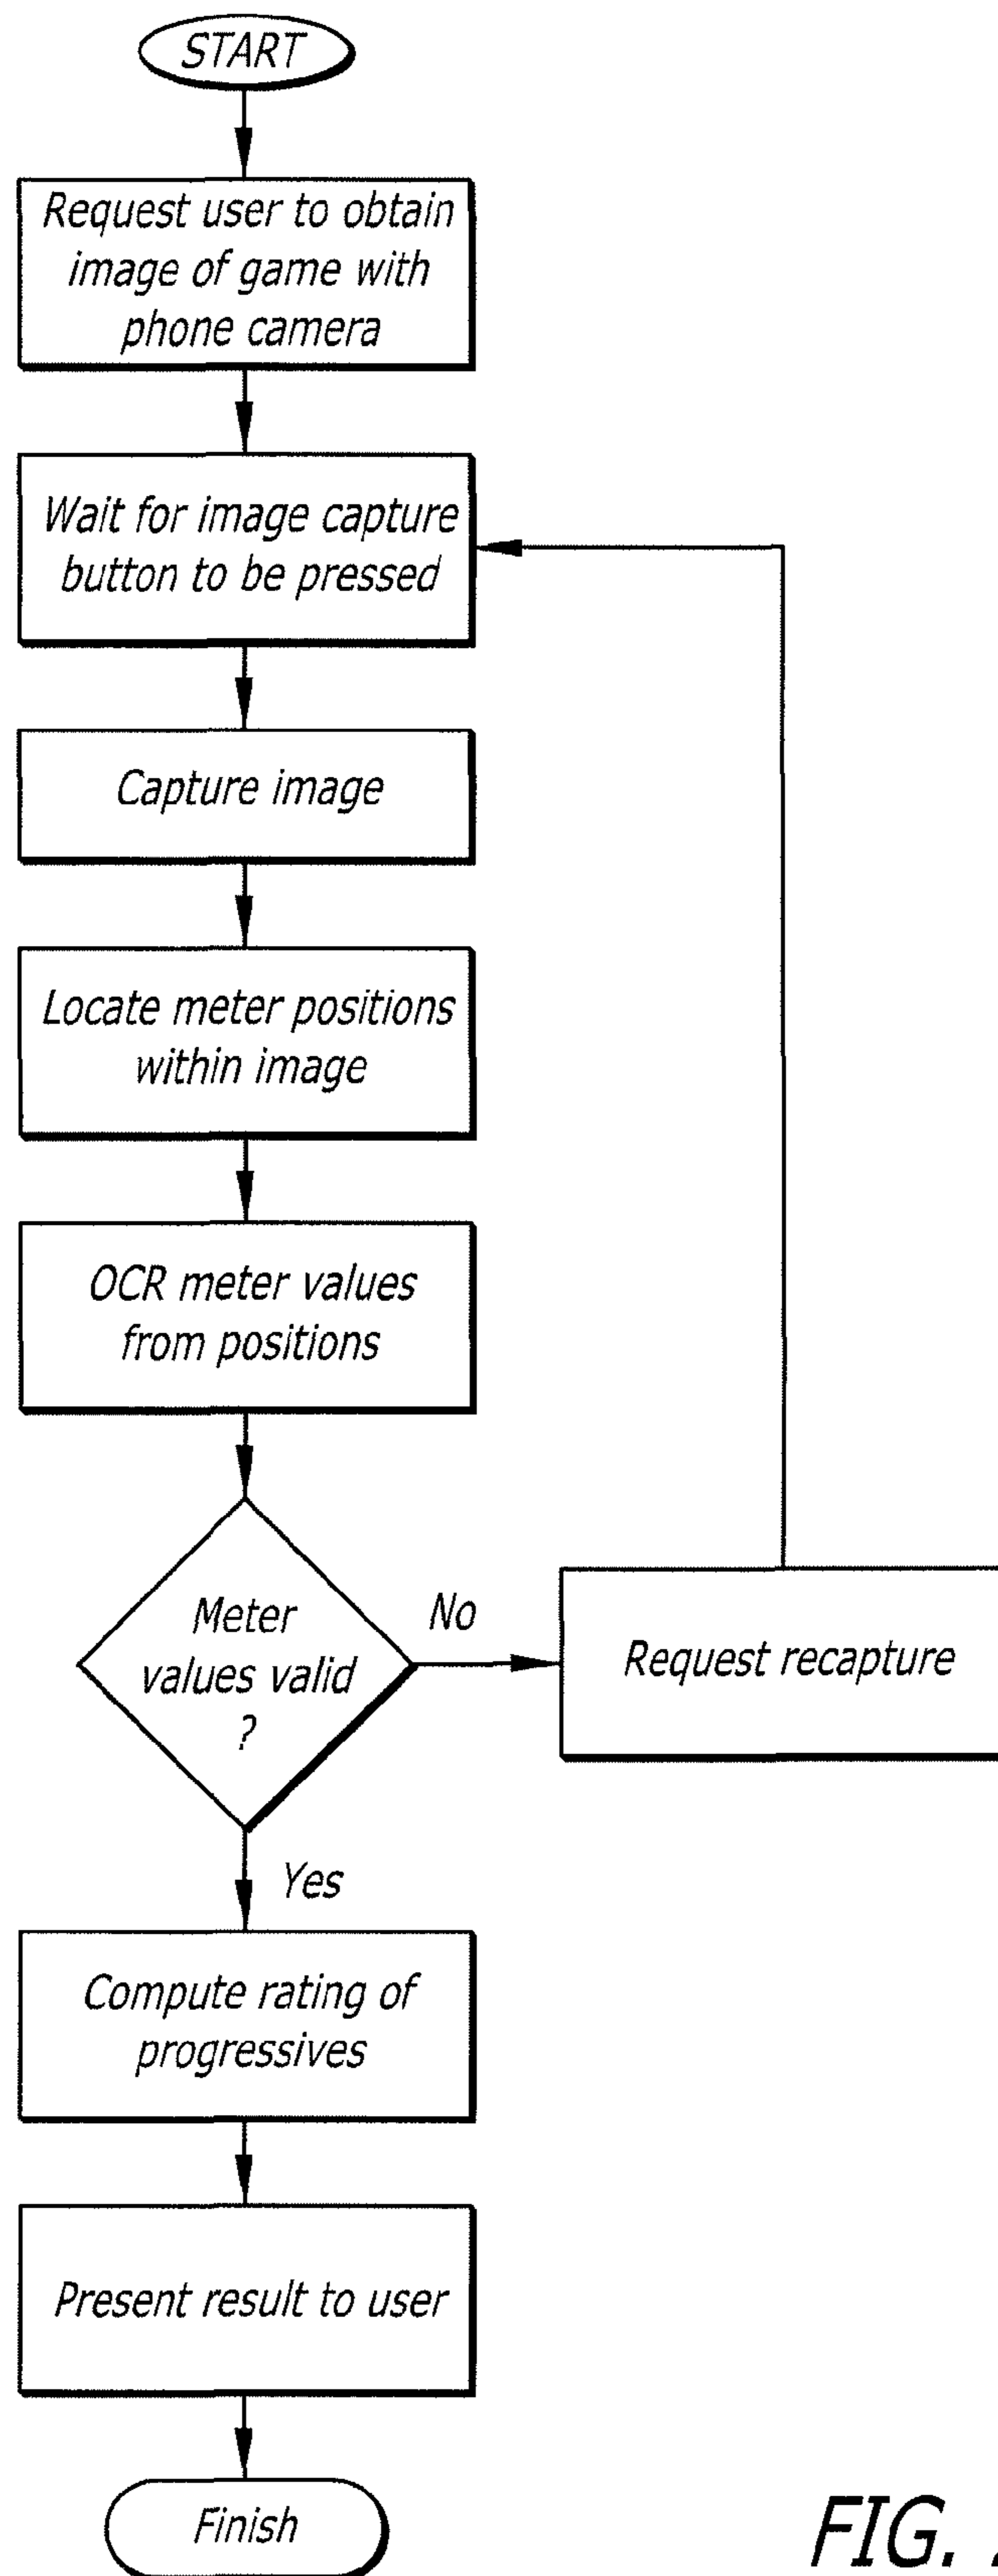 START
Request user to obtain
image of game with
phone camera
Wait for image capture
button to be pressed
Capture image
Locate meter positions
within image
OCR meter values
from positions
Meter
values valid
?
No
Request recapture
Yes
Compute rating of
progressives
Present result to user
Finish
FIG.